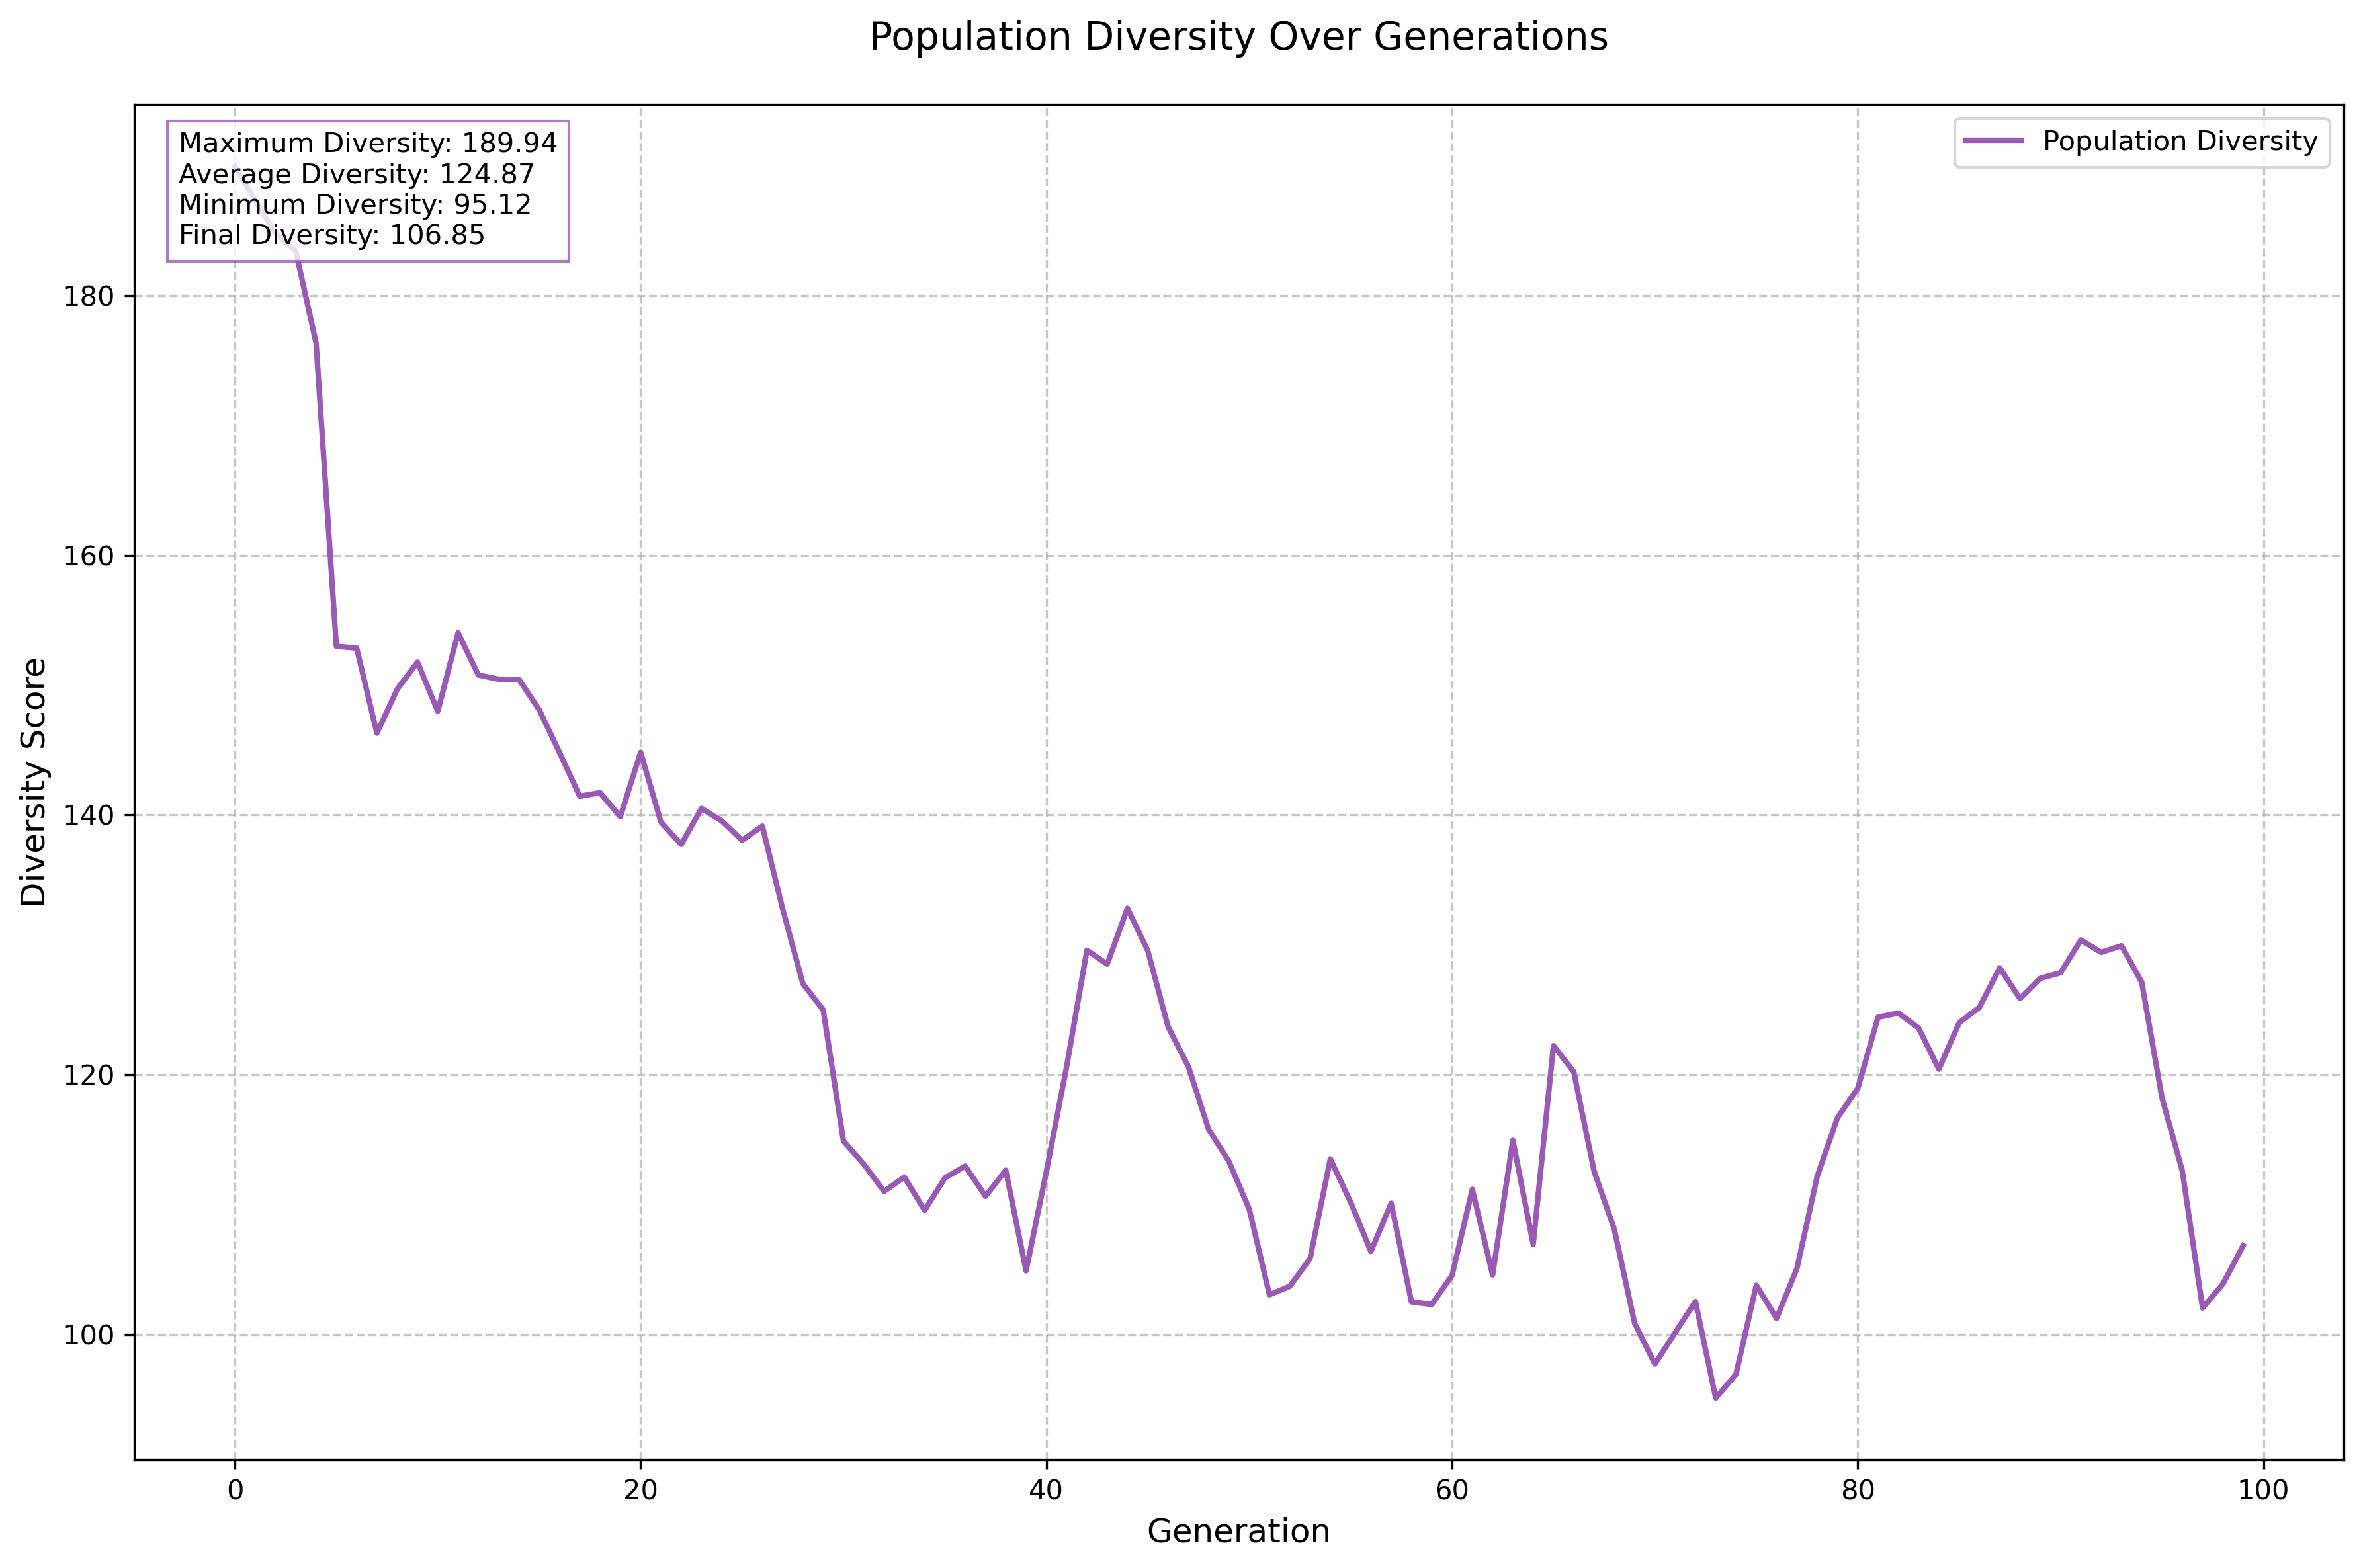 Population Diversity Over Generations
Maximum Diversity: 189.94
Average Diversity: 124.87
Minimum Diversity: 95.12
Final Diversity: 106.85
Population Diversity
180
160
140
120
100
Diversity Score
0 20 40 60 80 100
Generation